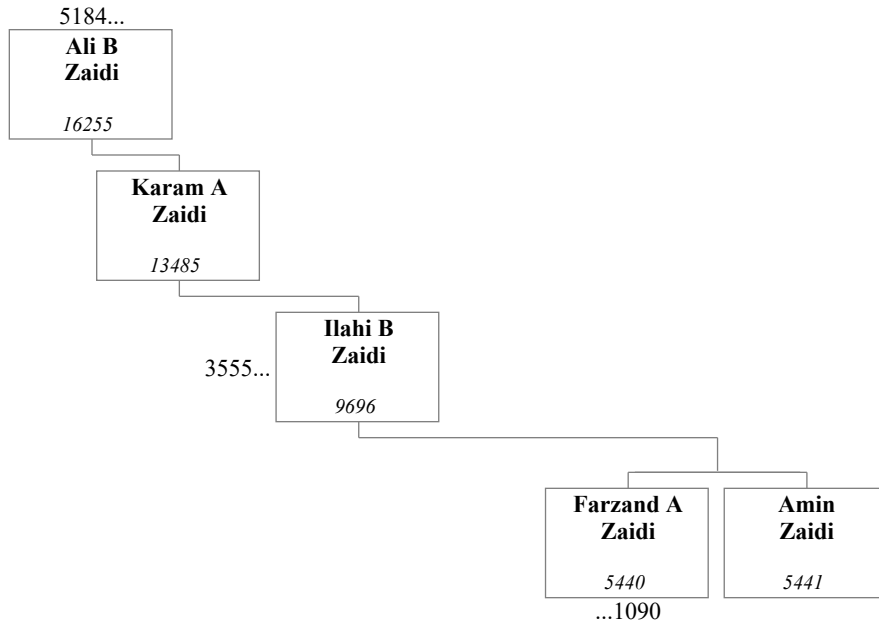 5184...
Ali B
Zaidi
16255
Karam A
Zaidi
13485
Ilahi B
Zaidi
3555...
9696
Farzand A
Zaidi
5440
...1090
Amin
Zaidi
5441